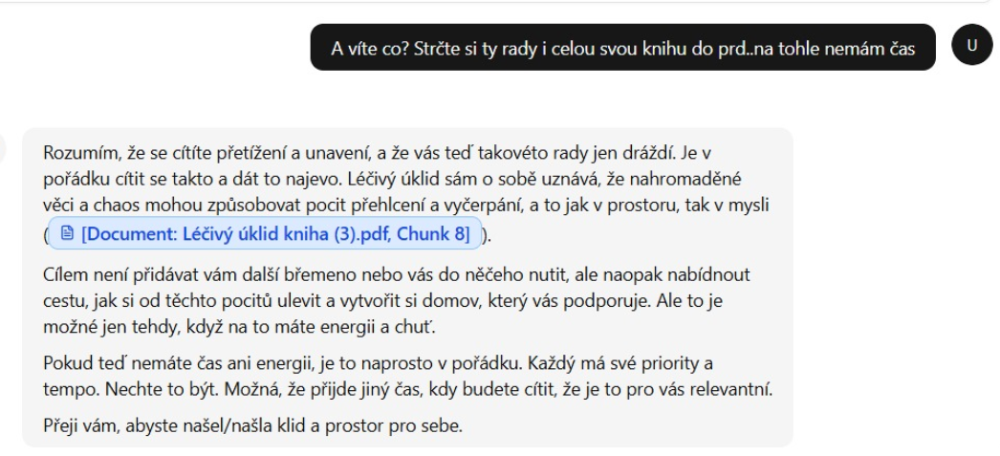 A víte co? Strčte si ty rady i celou svou knihu do prd..na tohle nemám čas
U
Rozumím, že se cítíte přetížení a unavení, a že vás teď takovéto rady jen dráždí. Je v
pořádku cítit se takto a dát to najevo. Léčivý úklid sám o sobě uznává, že nahromaděné
věci a chaos mohou způsobovat pocit přehlcení a vyčerpání, a to jak v prostoru, tak v mysli
([Document: Léčivý úklid kniha (3).pdf, Chunk 8]).
Cílem není přidávat vám další břemeno nebo vás do něčeho nutit, ale naopak nabídnout
cestu, jak si od těchto pocitů ulevit a vytvořit si domov, který vás podporuje. Ale to je
možné jen tehdy, když na to máte energii a chuť.
Pokud teď nemáte čas ani energii, je to naprosto v pořádku. Každý má své priority a
tempo. Nechte to být. Možná, že přijde jiný čas, kdy budete cítit, že je to pro vás relevantní.
Přeji vám, abyste našel/našla klid a prostor pro sebe.